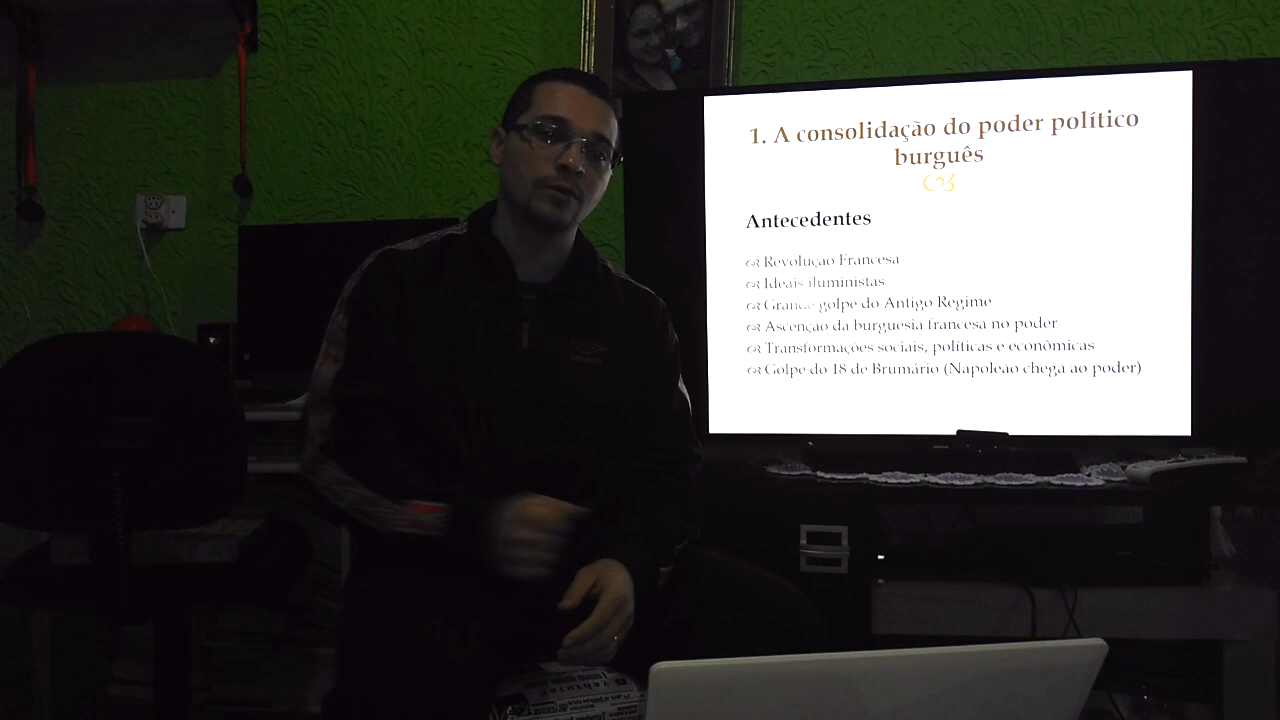 1. A consolidação do poder político
burguês
Antecedentes
Revolução Francesa
Ideais iluministas
Grande golpe do Antigo Regime
Ascenção da burguesia francesa no poder
Transformações sociais, políticas e econômicas
Golpe do 18 de Brumário (Napoleão chega ao poder)